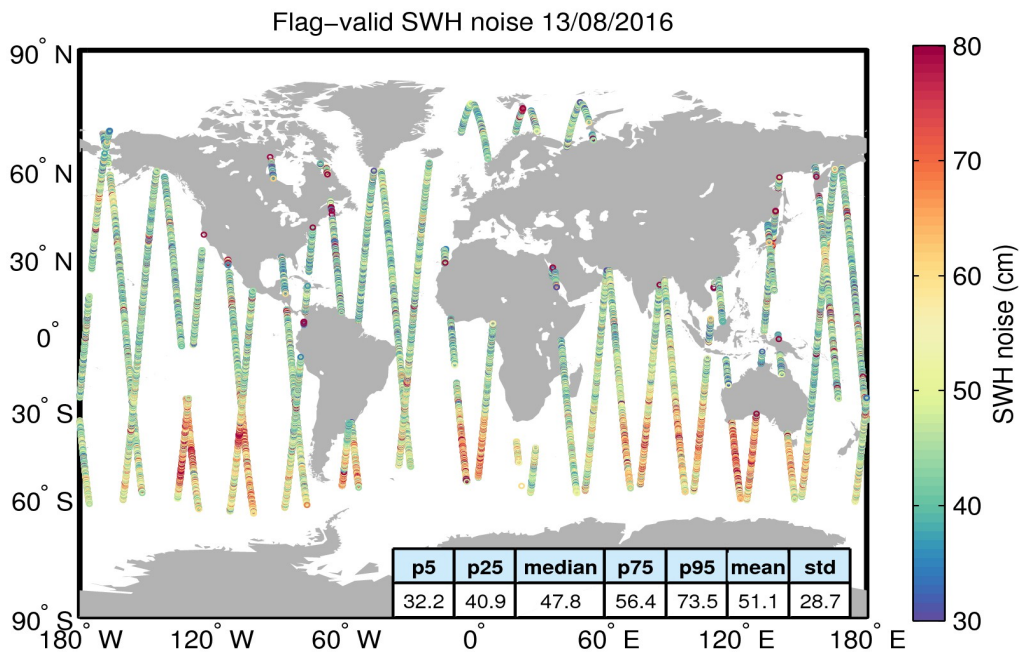 Flag−valid SWH noise 13/08/2016
90° N
60° N
30° N
0°
30° S
60° S
90° S
180° W
120° W
60° W
0°
60° E
120° E
180° E
p5 p25 median p75 p95 mean std
32.2 40.9 47.8 56.4 73.5 51.1 28.7
80
70
60
50
40
30
SWH noise (cm)